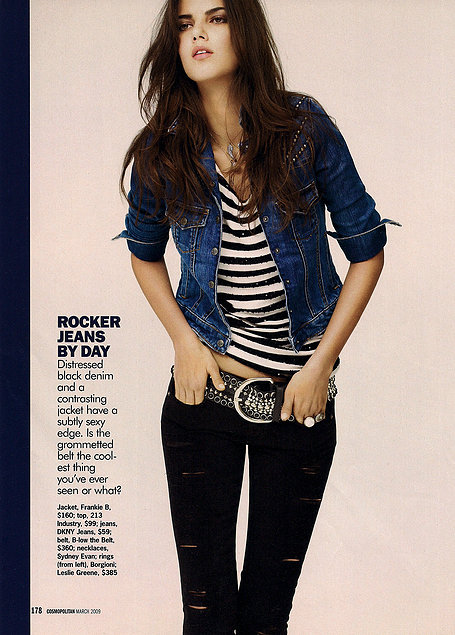 ROCKER
JEANS
BY DAY
Distressed
black denim
and a
contrasting
jacket have a
subtly sexy
edge. Is the
grommetted
belt the cool-
est thing
you've ever
seen or what?
Jacket, Frankie B,
$160; top, 213
Industry, $99; jeans,
DKNY Jeans, $59;
belt, B-low the Belt,
$360; necklaces,
Sydney Evan; rings
(from left), Borgioni;
Leslie Greene, $385
178 COSMOPOLITAN MARCH 2009